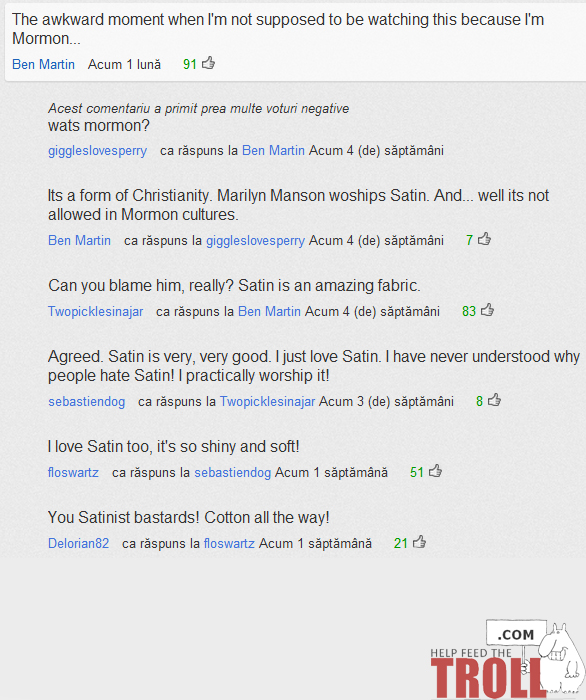 The awkward moment when I'm not supposed to be watching this because I'm
Mormon...
Ben Martin Acum 1 lună 91
Acest comentariu a primit prea multe voturi negative
wats mormon?
giggleslovesperry ca răspuns la Ben Martin Acum 4 (de) săptămâni
Its a form of Christianity. Marilyn Manson woships Satin. And... well its not
allowed in Mormon cultures.
Ben Martin ca răspuns la giggleslovesperry Acum 4 (de) săptămâni 7
Can you blame him, really? Satin is an amazing fabric.
Twopicklesinajar ca răspuns la Ben Martin Acum 4 (de) săptămâni 83
Agreed. Satin is very, very good. I just love Satin. I have never understood why
people hate Satin! I practically worship it!
sebastiendog ca răspuns la Twopicklesinajar Acum 3 (de) săptămâni 8
I love Satin too, it's so shiny and soft!
floswartz ca răspuns la sebastiendog Acum 1 săptămână 51
You Satinist bastards! Cotton all the way!
Delorian82 ca răspuns la floswartz Acum 1 săptămână 21
.COM
HELP FEED THE
TROLL